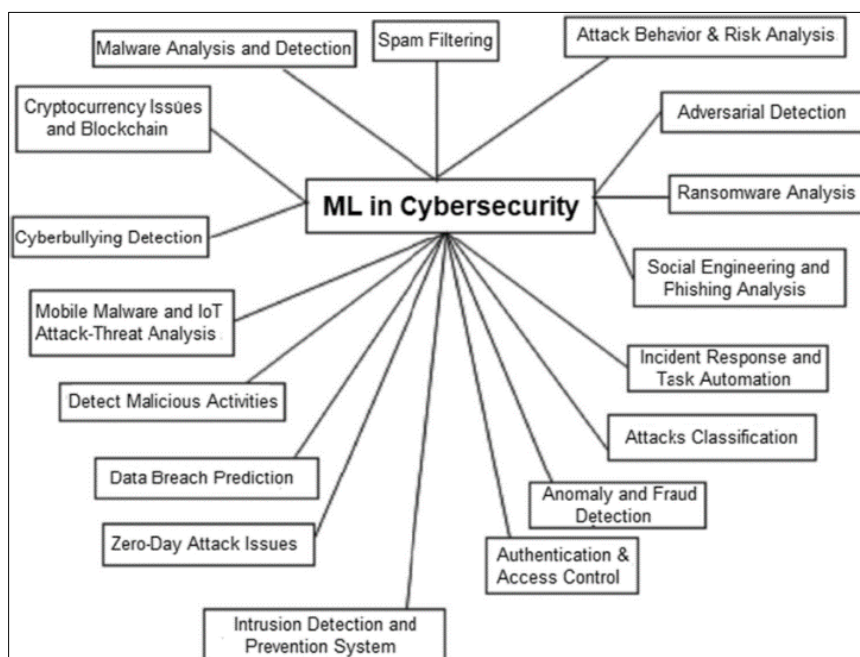 Malware Analysis and Detection
Spam Filtering
Attack Behavior & Risk Analysis
Cryptocurrency Issues
and Blockchain
Adversarial Detection
ML in Cybersecurity
Ransomware Analysis
Cyberbullying Detection
Social Engineering and
Phishing Analysis
Mobile Malware and IoT
Attack-Threat Analysis
Incident Response and
Task Automation
Detect Malicious Activities
Attacks Classification
Data Breach Prediction
Anomaly and Fraud
Detection
Zero-Day Attack Issues
Authentication &
Access Control
Intrusion Detection and
Prevention System